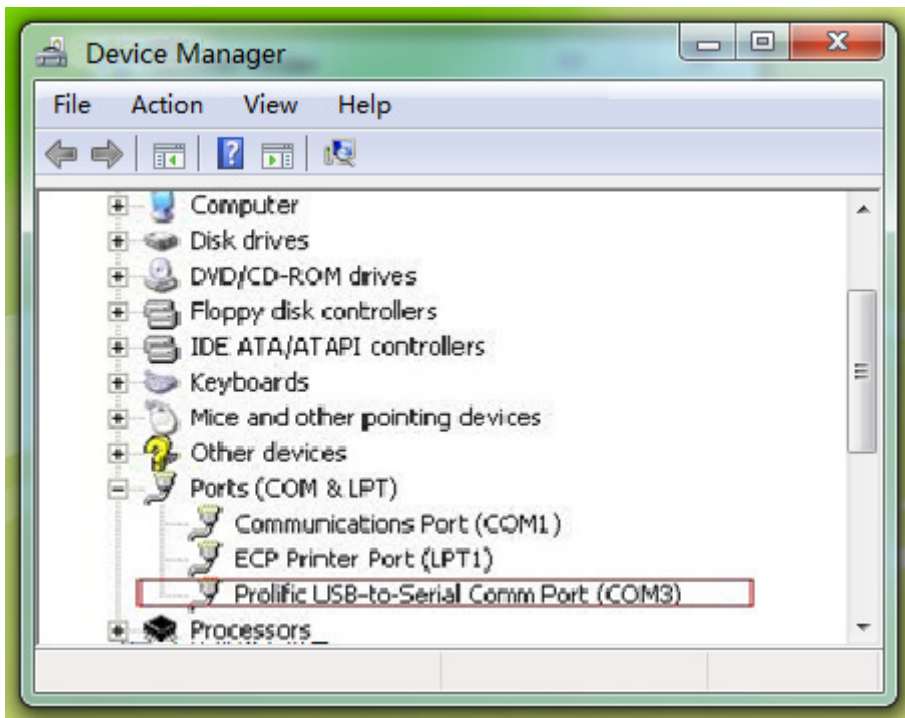 Device Manager
File Action View Help
Computer
Disk drives
DVD/CD-ROM drives
Floppy disk controllers
IDE ATA/ATAPI controllers
Keyboards
Mice and other pointing devices
Other devices
Ports (COM & LPT)
Communications Port (COM1)
ECP Printer Port (LPT1)
Prolific USB-to-Serial Comm Port (COM3)
Processors